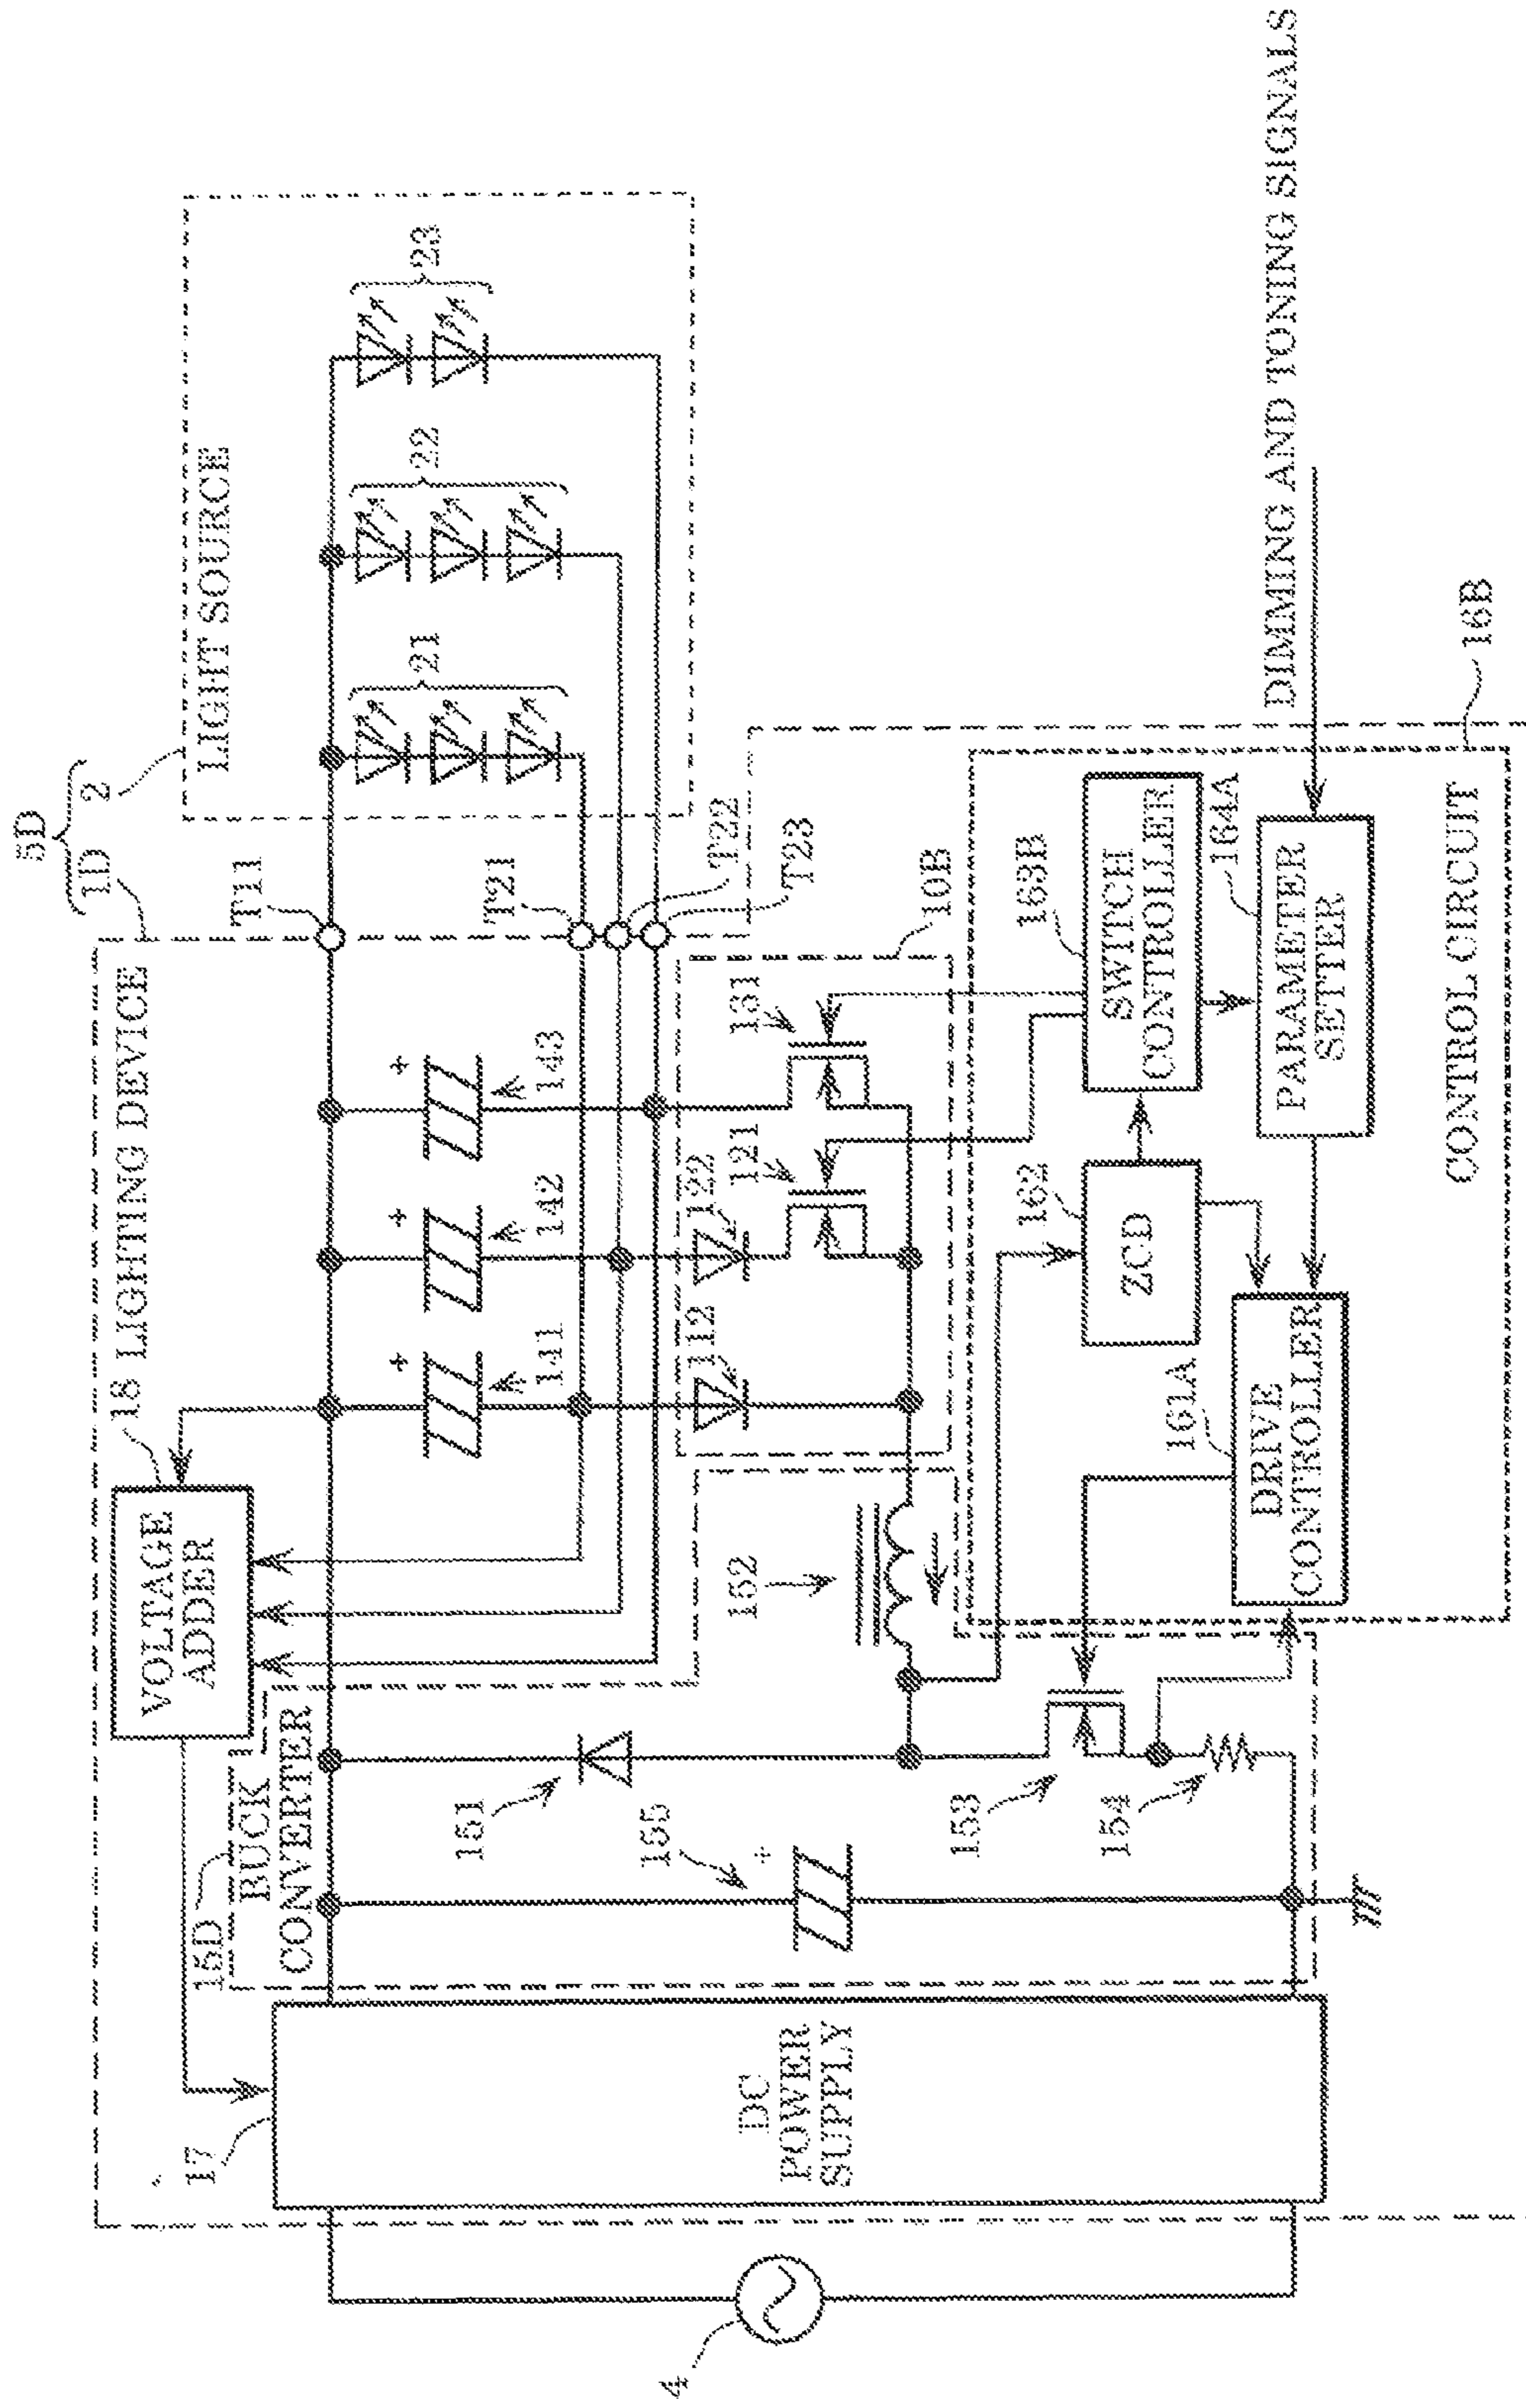 5D
1D
2
18
LIGHTING DEVICE
T11
LIGHT SOURCE
VOLTAGE
ADDER
15D
BUCK
CONVERTER
17
21
22
23
141
142
143
T21
T22
T23
151
155
152
112
122
121
131
10B
DC
POWER
SUPPLY
4
153
154
161A
DRIVE
CONTROLLER
162
ZCD
163B
SWITCH
CONTROLLER
164A
PARAMETER
SETTER
CONTROL CIRCUIT
16B
DIMMING AND TONING SIGNALS